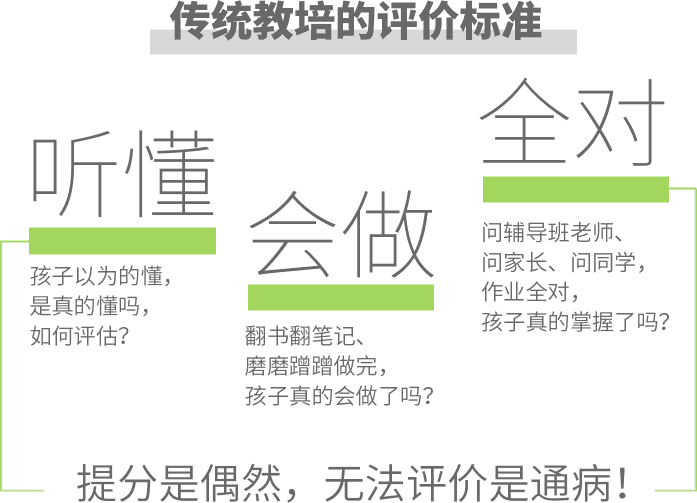 传统教培的评价标准
听懂
孩子以为的懂，
是真的懂吗，
如何评估？
会做
翻书翻笔记、
磨磨蹭蹭做完，
孩子真的会做了吗？
全对
问辅导班老师、
问家长、问同学，
作业全对，
孩子真的掌握了吗？
提分是偶然，无法评价是通病！